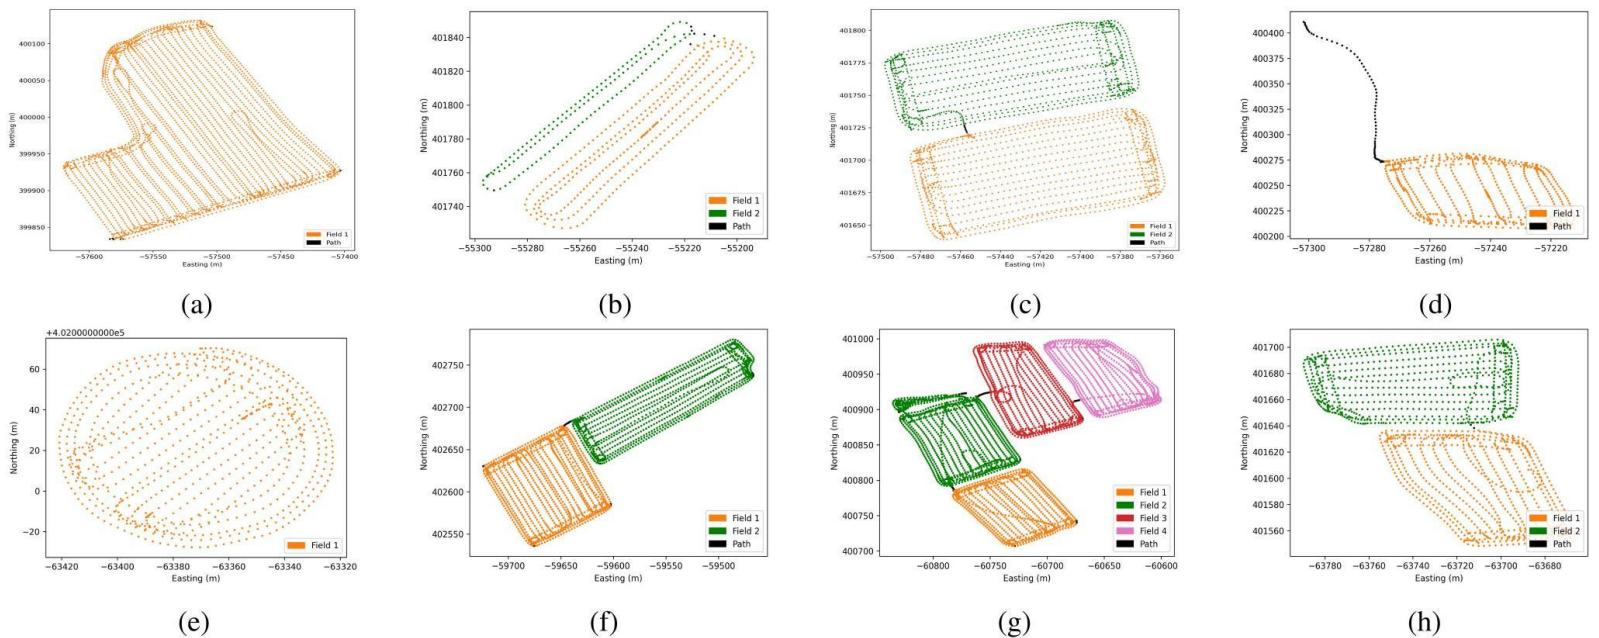 400100
400050
400000
399950
399900
399850
Northing (m)
−57600
−57550
−57500
−57450
−57400
Easting (m)
Field 1
Path
(a)
401840
401820
401800
401780
401760
401740
Northing (m)
−55300
−55280
−55260
−55240
−55220
−55200
Easting (m)
Field 1
Field 2
Path
(b)
401800
401775
401750
401725
401700
401675
401650
Northing (m)
−57500
−57480
−57460
−57440
−57420
−57400
−57380
−57360
Easting (m)
Field 1
Field 2
Path
(c)
400400
400375
400350
400325
400300
400275
400250
400225
400200
Northing (m)
−57300
−57280
−57260
−57240
−57220
Easting (m)
Field 1
Path
(d)
+4.0200000000e5
60
40
20
0
−20
Northing (m)
−63420
−63400
−63380
−63360
−63340
−63320
Easting (m)
Field 1
(e)
402750
402700
402650
402600
402550
Northing (m)
−59700
−59650
−59600
−59550
−59500
Easting (m)
Field 1
Field 2
Path
(f)
401000
400950
400900
400850
400800
400750
400700
Northing (m)
−60800
−60750
−60700
−60650
−60600
Easting (m)
Field 1
Field 2
Field 3
Field 4
Path
(g)
401700
401680
401660
401640
401620
401600
401580
401560
Northing (m)
−63780
−63760
−63740
−63720
−63700
−63680
Easting (m)
Field 1
Field 2
Path
(h)